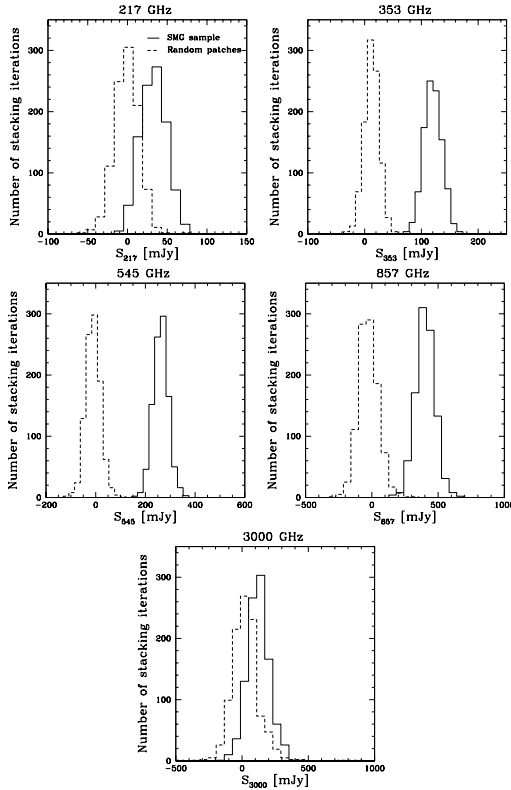 217 GHz
353 GHz
Number of stacking iterations
300
200
100
0
SMG sample
Random patches
-100 -50 0 50 100 150
S217 [mJy]
Number of stacking iterations
300
200
100
0
-100 0 100 200
S353 [mJy]
545 GHz
857 GHz
Number of stacking iterations
300
200
100
0
-200 0 200 400 600
S545 [mJy]
Number of stacking iterations
300
200
100
0
-500 0 500 1000
S857 [mJy]
3000 GHz
Number of stacking iterations
300
200
100
0
-500 0 500 1000
S3000 [mJy]